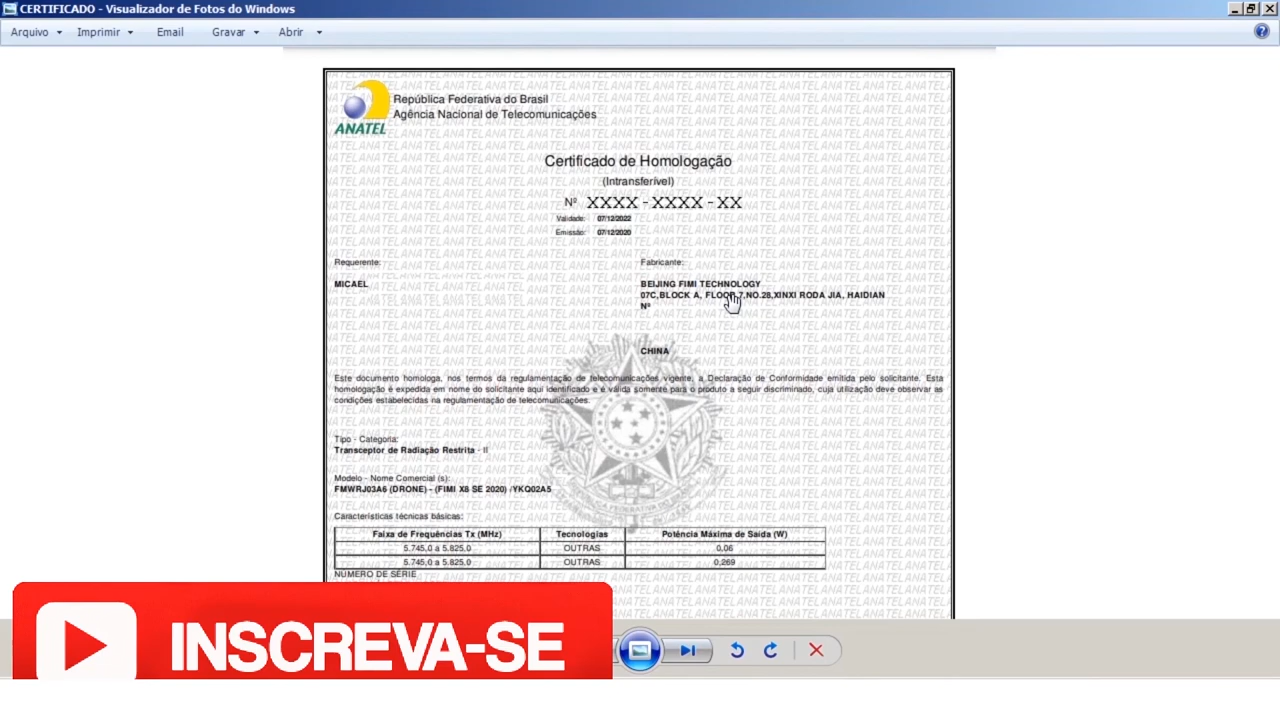 CERTIFICADO - Visualizador de Fotos do Windows
Arquivo Imprimir Email Gravar Abrir
ANATEL
República Federativa do Brasil
Agência Nacional de Telecomunicações
Certificado de Homologação
(Intransferível)
Nº XXXX - XXXX - XX
Validade: 07/12/2022
Emissão: 07/12/2020
Requerente: Fabricante:
MICAEL BEIJING FIMI TECHNOLOGY
07C,BLOCK A, FLOOR 7,NO.28,XINXI RODA JIA, HAIDIAN
Nº
CHINA
Este documento homologa, nos termos da regulamentação de telecomunicações vigente, a Declaração de Conformidade emitida pelo solicitante. Esta
homologação é expedida em nome do solicitante aqui identificado e é válida somente para o produto a seguir discriminado, cuja utilização deve observar as
condições estabelecidas na regulamentação de telecomunicações.
Tipo - Categoria:
Transceptor de Radiação Restrita - II
Modelo - Nome Comercial (s):
FMWRJ03A6 (DRONE) - (FIMI X8 SE 2020) /YKQ02A5
Características técnicas básicas:
Faixa de Frequências Tx (MHz) Tecnologias Potência Máxima de Saída (W)
5.745,0 a 5.825,0 OUTRAS 0,06
5.745,0 a 5.825,0 OUTRAS 0,269
NÚMERO DE SÉRIE
INSCREVA-SE